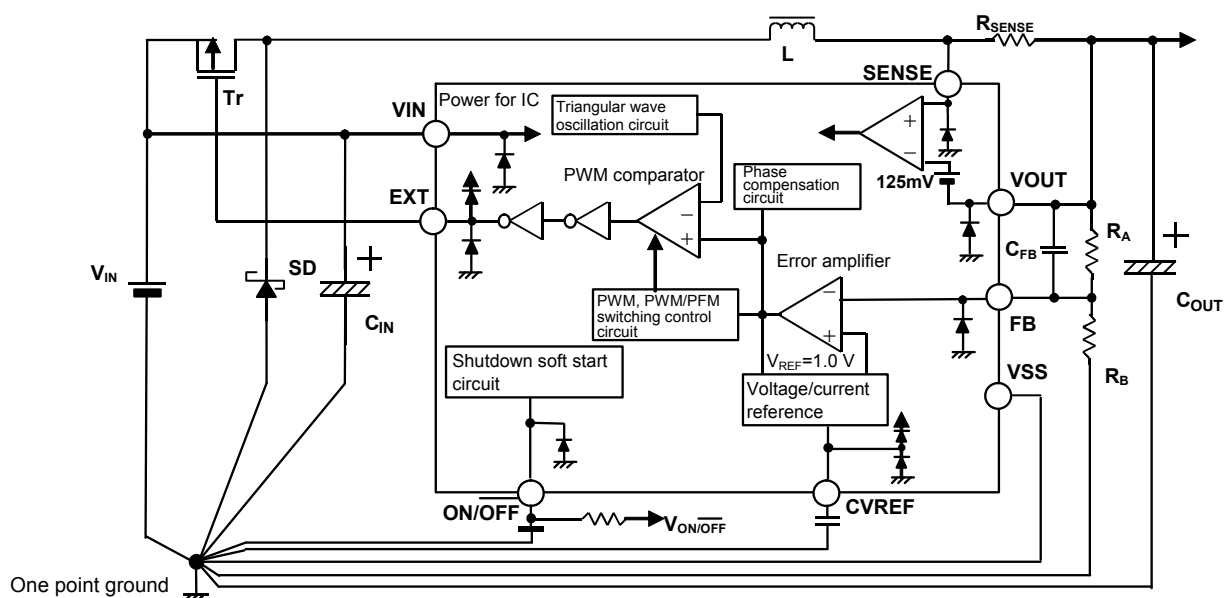 RSENSE
L
SENSE
Tr
Power for IC
VIN
Triangular wave
oscillation circuit
+
−
125mV
PWM comparator
Phase
compensation
circuit
VOUT
EXT
−
+
RA
+
CFB
Error amplifier
VIN
SD
+
CIN
−
+
PWM, PWM/PFM
switching control
circuit
FB
COUT
VREF=1.0 V
Shutdown soft start
circuit
Voltage/current
reference
VSS
RB
ON/OFF
VON/OFF
CVREF
One point ground